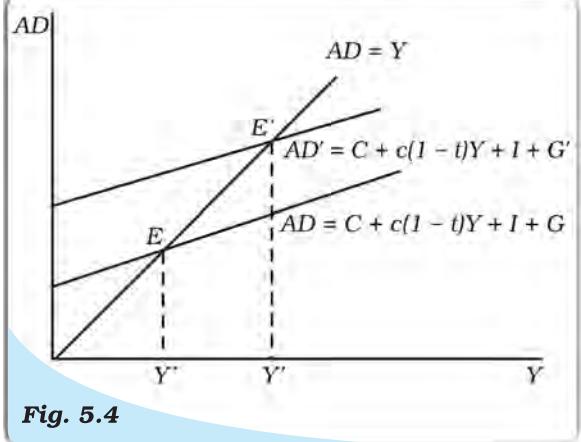 AD
AD = Y
E'
AD' = C + c(1 – t)Y + I + G'
AD = C + c(1 – t)Y + I + G
E
Y*
Y'
Y
Fig. 5.4